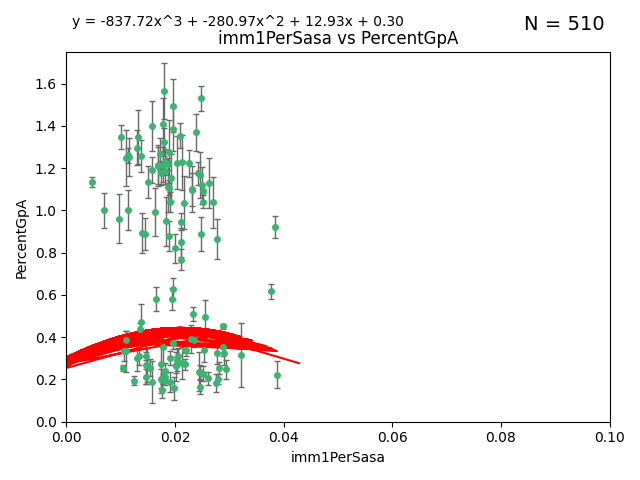 y = -837.72x^3 + -280.97x^2 + 12.93x + 0.30
N = 510
imm1PerSasa vs PercentGpA
PercentGpA
1.6
1.4
1.2
1.0
0.8
0.6
0.4
0.2
0.0
0.00 0.02 0.04 0.06 0.08 0.10
imm1PerSasa